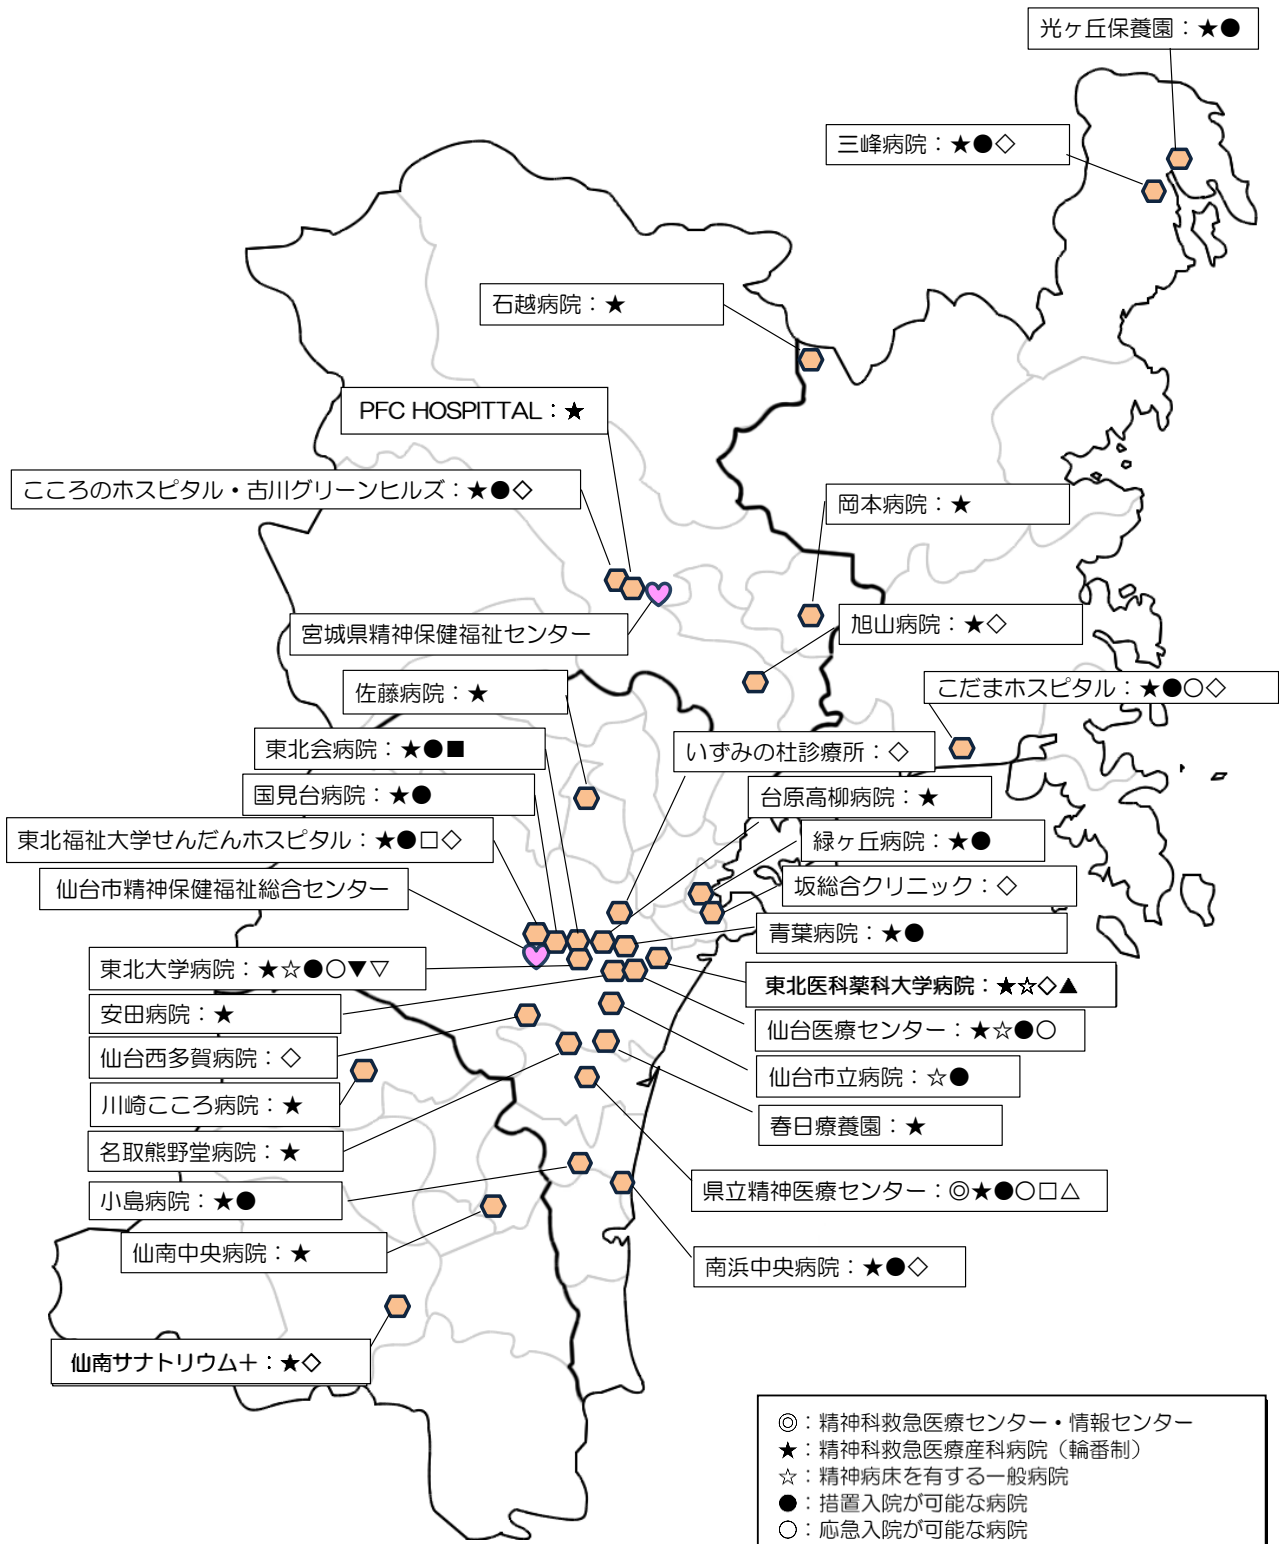 光ヶ丘保養園：★●
三峰病院：★●◇
石越病院：★
PFC HOSPITTAL：★
こころのホスピタル・古川グリーンヒルズ：★●◇
岡本病院：★
宮城県精神保健福祉センター
旭山病院：★◇
佐藤病院：★
こだまホスピタル：★●○◇
東北会病院：★●■
いずみの杜診療所：◇
国見台病院：★●
台原高柳病院：★
東北福祉大学せんだんホスピタル：★●□◇
緑ヶ丘病院：★●
仙台市精神保健福祉総合センター
坂総合クリニック：◇
青葉病院：★●
東北大学病院：★☆●○▼▽
東北医科薬科大学病院：★☆◇▲
安田病院：★
仙台医療センター：★☆●○
仙台西多賀病院：◇
仙台市立病院：☆●
川崎こころ病院：★
春日療養園：★
名取熊野堂病院：★
県立精神医療センター：◎★●○□△
小島病院：★●
仙南中央病院：★
南浜中央病院：★●◇
仙南サナトリウム＋：★◇
◎：精神科救急医療センター・情報センター
★：精神科救急医療産科病院（輪番制）
☆：精神病床を有する一般病院
●：措置入院が可能な病院
○：応急入院が可能な病院